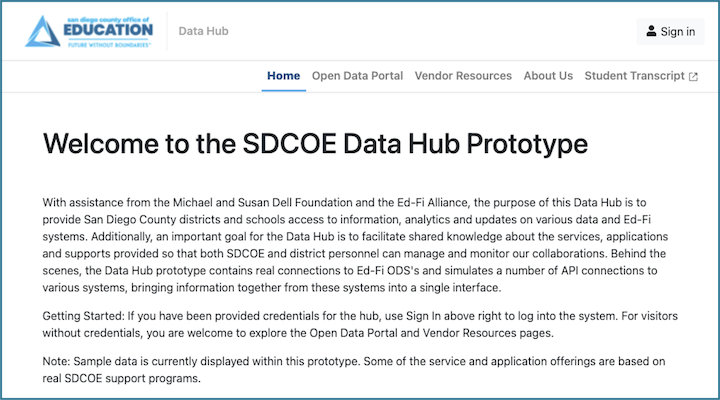 san diego county office of
EDUCATION
FUTURE WITHOUT BOUNDARIES™
Data Hub
Sign in
Home Open Data Portal Vendor Resources About Us Student Transcript
Welcome to the SDCOE Data Hub Prototype
With assistance from the Michael and Susan Dell Foundation and the Ed-Fi Alliance, the purpose of this Data Hub is to
provide San Diego County districts and schools access to information, analytics and updates on various data and Ed-Fi
systems. Additionally, an important goal for the Data Hub is to facilitate shared knowledge about the services, applications
and supports provided so that both SDCOE and district personnel can manage and monitor our collaborations. Behind the
scenes, the Data Hub prototype contains real connections to Ed-Fi ODS's and simulates a number of API connections to
various systems, bringing information together from these systems into a single interface.
Getting Started: If you have been provided credentials for the hub, use Sign In above right to log into the system. For visitors
without credentials, you are welcome to explore the Open Data Portal and Vendor Resources pages.
Note: Sample data is currently displayed within this prototype. Some of the service and application offerings are based on
real SDCOE support programs.